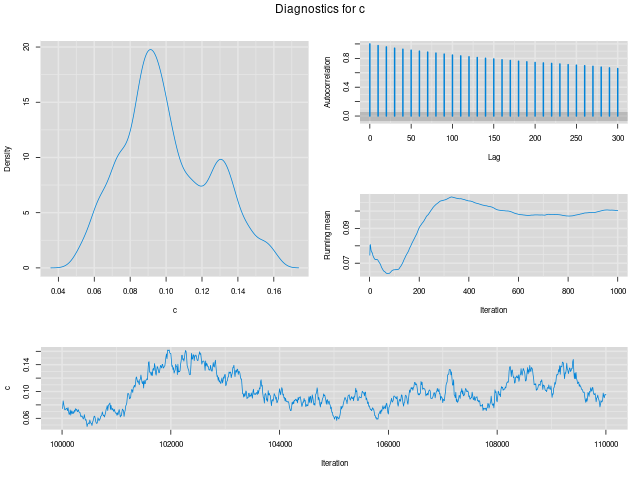 Diagnostics for c
Density
20
15
10
5
0
0.04 0.06 0.08 0.10 0.12 0.14 0.16
c
Autocorrelation
0.8
0.4
0.0
0 50 100 150 200 250 300
Lag
Running mean
0.09
0.07
0 200 400 600 800 1000
Iteration
c
0.14
0.10
0.06
100000 102000 104000 106000 108000 110000
Iteration